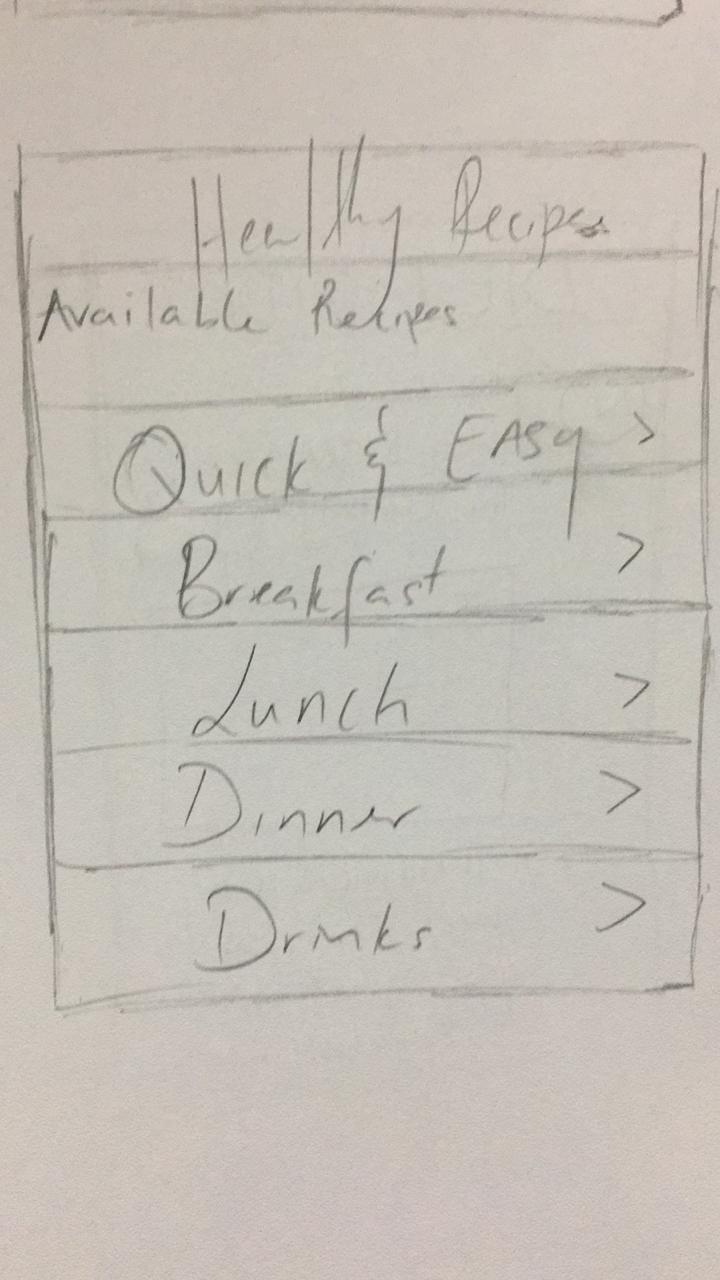 Healthy Recipes
Available Recipes
Quick & EASy >
Breakfast >
Lunch >
Dinner >
Drinks >